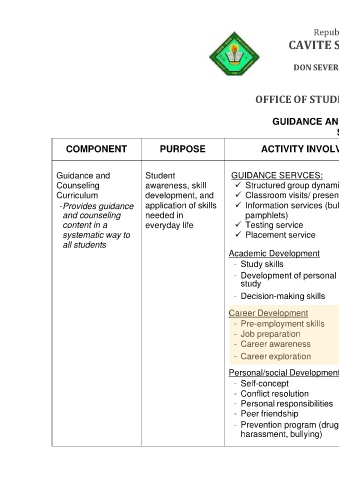 Repub
CAVITE S
DON SEVER
OFFICE OF STUDE
GUIDANCE AN
S
COMPONENT
PURPOSE
ACTIVITY INVOLV
Guidance and
Counseling
Curriculum
-Provides guidance
and counseling
content in a
systematic way to
all students
Student
awareness, skill
development, and
application of skills
needed in
everyday life
GUIDANCE SERVCES:
✓ Structured group dynami
✓ Classroom visits/ presen
✓ Information services (bul
pamphlets)
✓ Testing service
✓ Placement service
Academic Development
- Study skills
- Development of personal
study
- Decision-making skills
Career Development
- Pre-employment skills
- Job preparation
- Career awareness
- Career exploration
Personal/social Development
- Self-concept
- Conflict resolution
- Personal responsibilities
- Peer friendship
- Prevention program (drug
harassment, bullying)